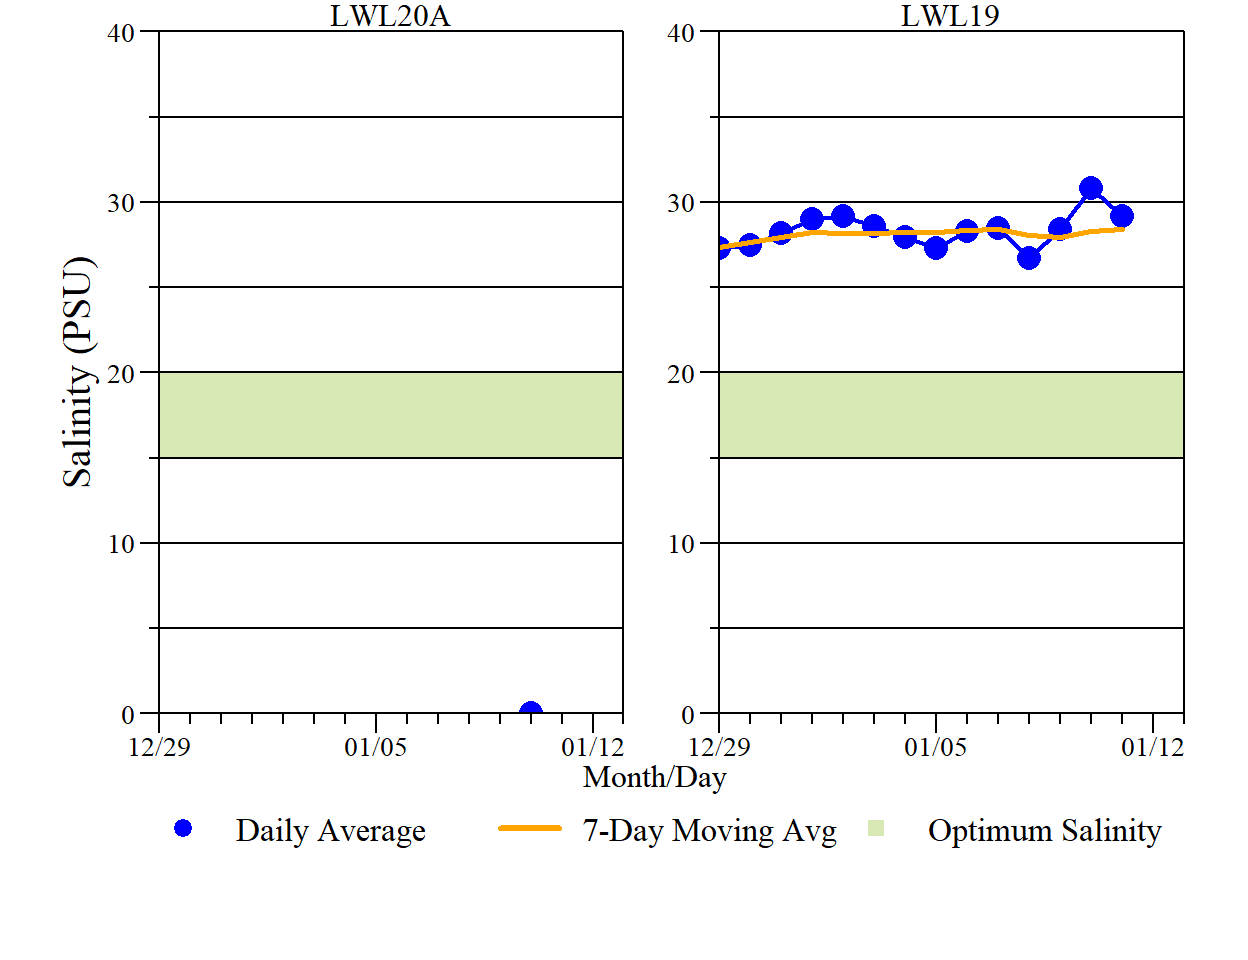 LWL20A LWL19
40 40
30 30
20 20
10 10
0 0
Salinity (PSU)
12/29 01/05 01/12 12/29 01/05 01/12
Month/Day
Daily Average 7-Day Moving Avg Optimum Salinity